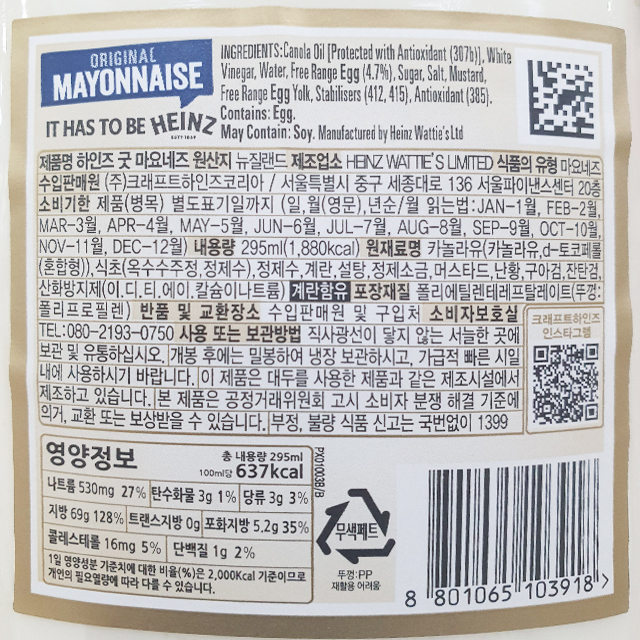 ORIGINAL
MAYONNAISE
IT HAS TO BE HEINZ
ESTD 1869
INGREDIENTS:Canola Oil [Protected with Antioxidant (307b)], White
Vinegar, Water, Free Range Egg (4.7%), Sugar, Salt, Mustard,
Free Range Egg Yolk, Stabilisers (412, 415), Antioxidant (385).
Contains: Egg.
May Contain: Soy. Manufactured by Heinz Wattie's Ltd
제품명 하인즈 굿 마요네즈 원산지 뉴질랜드 제조업소 HEINZ WATTIE`S LIMITED 식품의 유형 마요네즈
수입판매원 (주)크래프트하인즈코리아 / 서울특별시 중구 세종대로 136 서울파이낸스센터 20층
소비기한 제품(병목) 별도표기일까지 (일,월(영문),년순/월 읽는법:JAN-1월, FEB-2월,
MAR-3월, APR-4월, MAY-5월, JUN-6월, JUL-7월, AUG-8월, SEP-9월, OCT-10월,
NOV-11월, DEC-12월) 내용량 295ml(1,880kcal) 원재료명 카놀라유(카놀라유,d-토코페롤
(혼합형)),식초(옥수수주정,정제수),정제수,계란,설탕,정제소금,머스타드,난황,구아검,잔탄검,
산화방지제(이.디.티.에이.칼슘이나트륨) 계란함유 포장재질 폴리에틸렌테레프탈레이트(뚜껑:
폴리프로필렌) 반품 및 교환장소 수입판매원 및 구입처 소비자보호실
TEL:080-2193-0750 사용 또는 보관방법 직사광선이 닿지 않는 서늘한 곳에
보관 및 유통하십시오. 개봉 후에는 밀봉하여 냉장 보관하시고, 가급적 빠른 시일
내에 사용하시기 바랍니다. 이 제품은 대두를 사용한 제품과 같은 제조시설에서
제조하고 있습니다. 본 제품은 공정거래위원회 고시 소비자 분쟁 해결 기준에
의거, 교환 또는 보상받을 수 있습니다. 부정, 불량 식품 신고는 국번없이 1399
크래프트하인즈
인스타그램
영양정보
총 내용량 295ml
100ml당 637kcal
나트륨 530mg 27% 탄수화물 3g 1% 당류 3g 3%
지방 69g 128% 트랜스지방 0g 포화지방 5.2g 35%
콜레스테롤 16mg 5% 단백질 1g 2%
1일 영양성분 기준치에 대한 비율(%)은 2,000Kcal 기준이므로
개인의 필요열량에 따라 다를 수 있습니다.
무색페트
뚜껑:PP
재활용 어려움
8 801065 103918 >